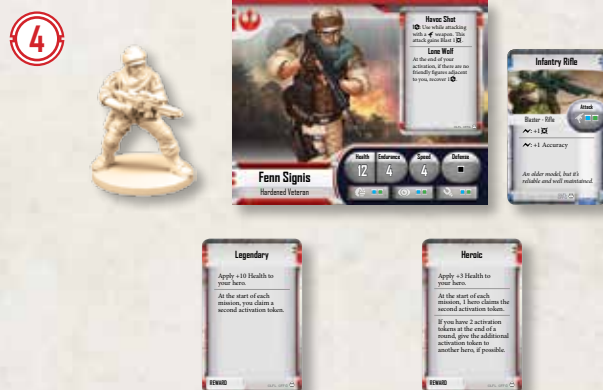 4
Havoc Shot
1 : Use while attacking
with a weapon. This
attack gains Blast 1 .
Lone Wolf
At the end of your
activation, if there are no
friendly figures adjacent
to you, recover 1 .
Fenn Signis
Hardened Veteran
Health
12
Endurance
4
Speed
4
Defense
Infantry Rifle
Attack
Blaster - Rifle
: +1
: +1 Accuracy
An older model, but it's
reliable and well maintained.
Legendary
Apply +10 Health to
your hero.
At the start of each
mission, you claim a
second activation token.
REWARD
Heroic
Apply +3 Health to
your hero.
At the start of each
mission, 1 hero claims the
second activation token.
If you have 2 activation
tokens at the end of a
round, give the additional
activation token to
another hero, if possible.
REWARD